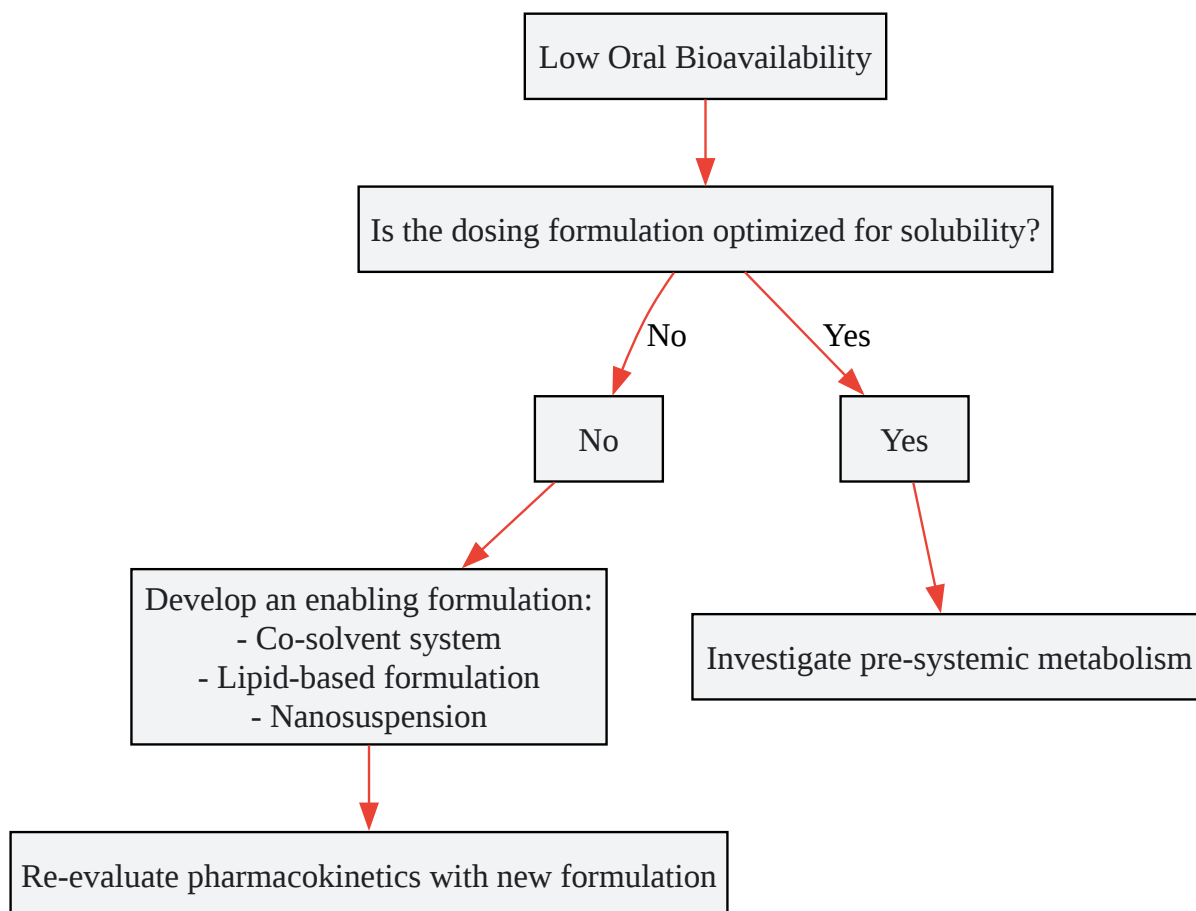 Low Oral Bioavailability
Is the dosing formulation optimized for solubility?
No
Yes
No
Yes
Develop an enabling formulation:
- Co-solvent system
- Lipid-based formulation
- Nanosuspension
Investigate pre-systemic metabolism
Re-evaluate pharmacokinetics with new formulation